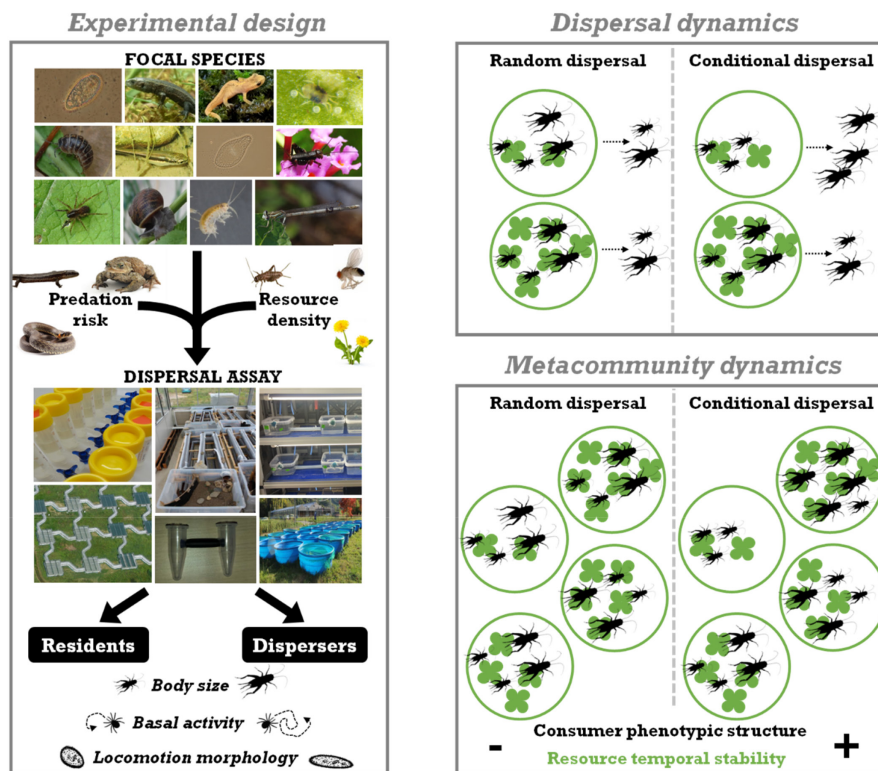 Experimental design
FOCAL SPECIES
Predation
risk
Resource
density
DISPERSAL ASSAY
Residents
Dispersers
Body size
Basal activity
Locomotion morphology
Dispersal dynamics
Random dispersal
Conditional dispersal
Metacommunity dynamics
Random dispersal
Conditional dispersal
Consumer phenotypic structure
- +
Resource temporal stability